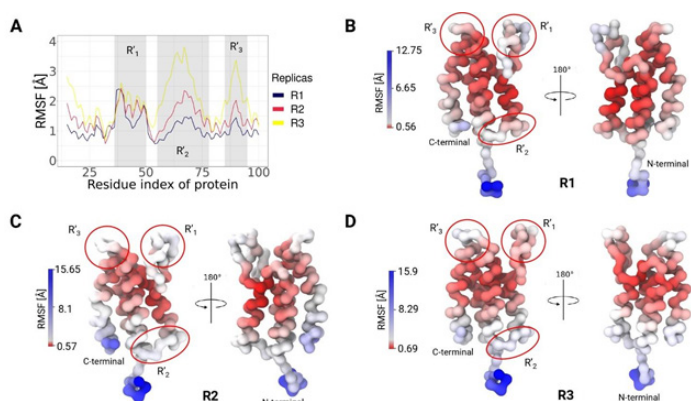 A
RMSF [Å]
4
3
2
1
0
R'1
R'3
R'2
25
50
75
100
Residue index of protein
Replicas
R1
R2
R3
B
RMSF [Å]
12.75
6.65
0.56
R'3
R'1
R'2
180°
C-terminal
N-terminal
R1
C
RMSF [Å]
15.65
8.1
0.57
R'3
R'1
R'2
180°
C-terminal
R2
D
RMSF [Å]
15.9
8.29
0.69
R'3
R'1
R'2
180°
C-terminal
N-terminal
R3